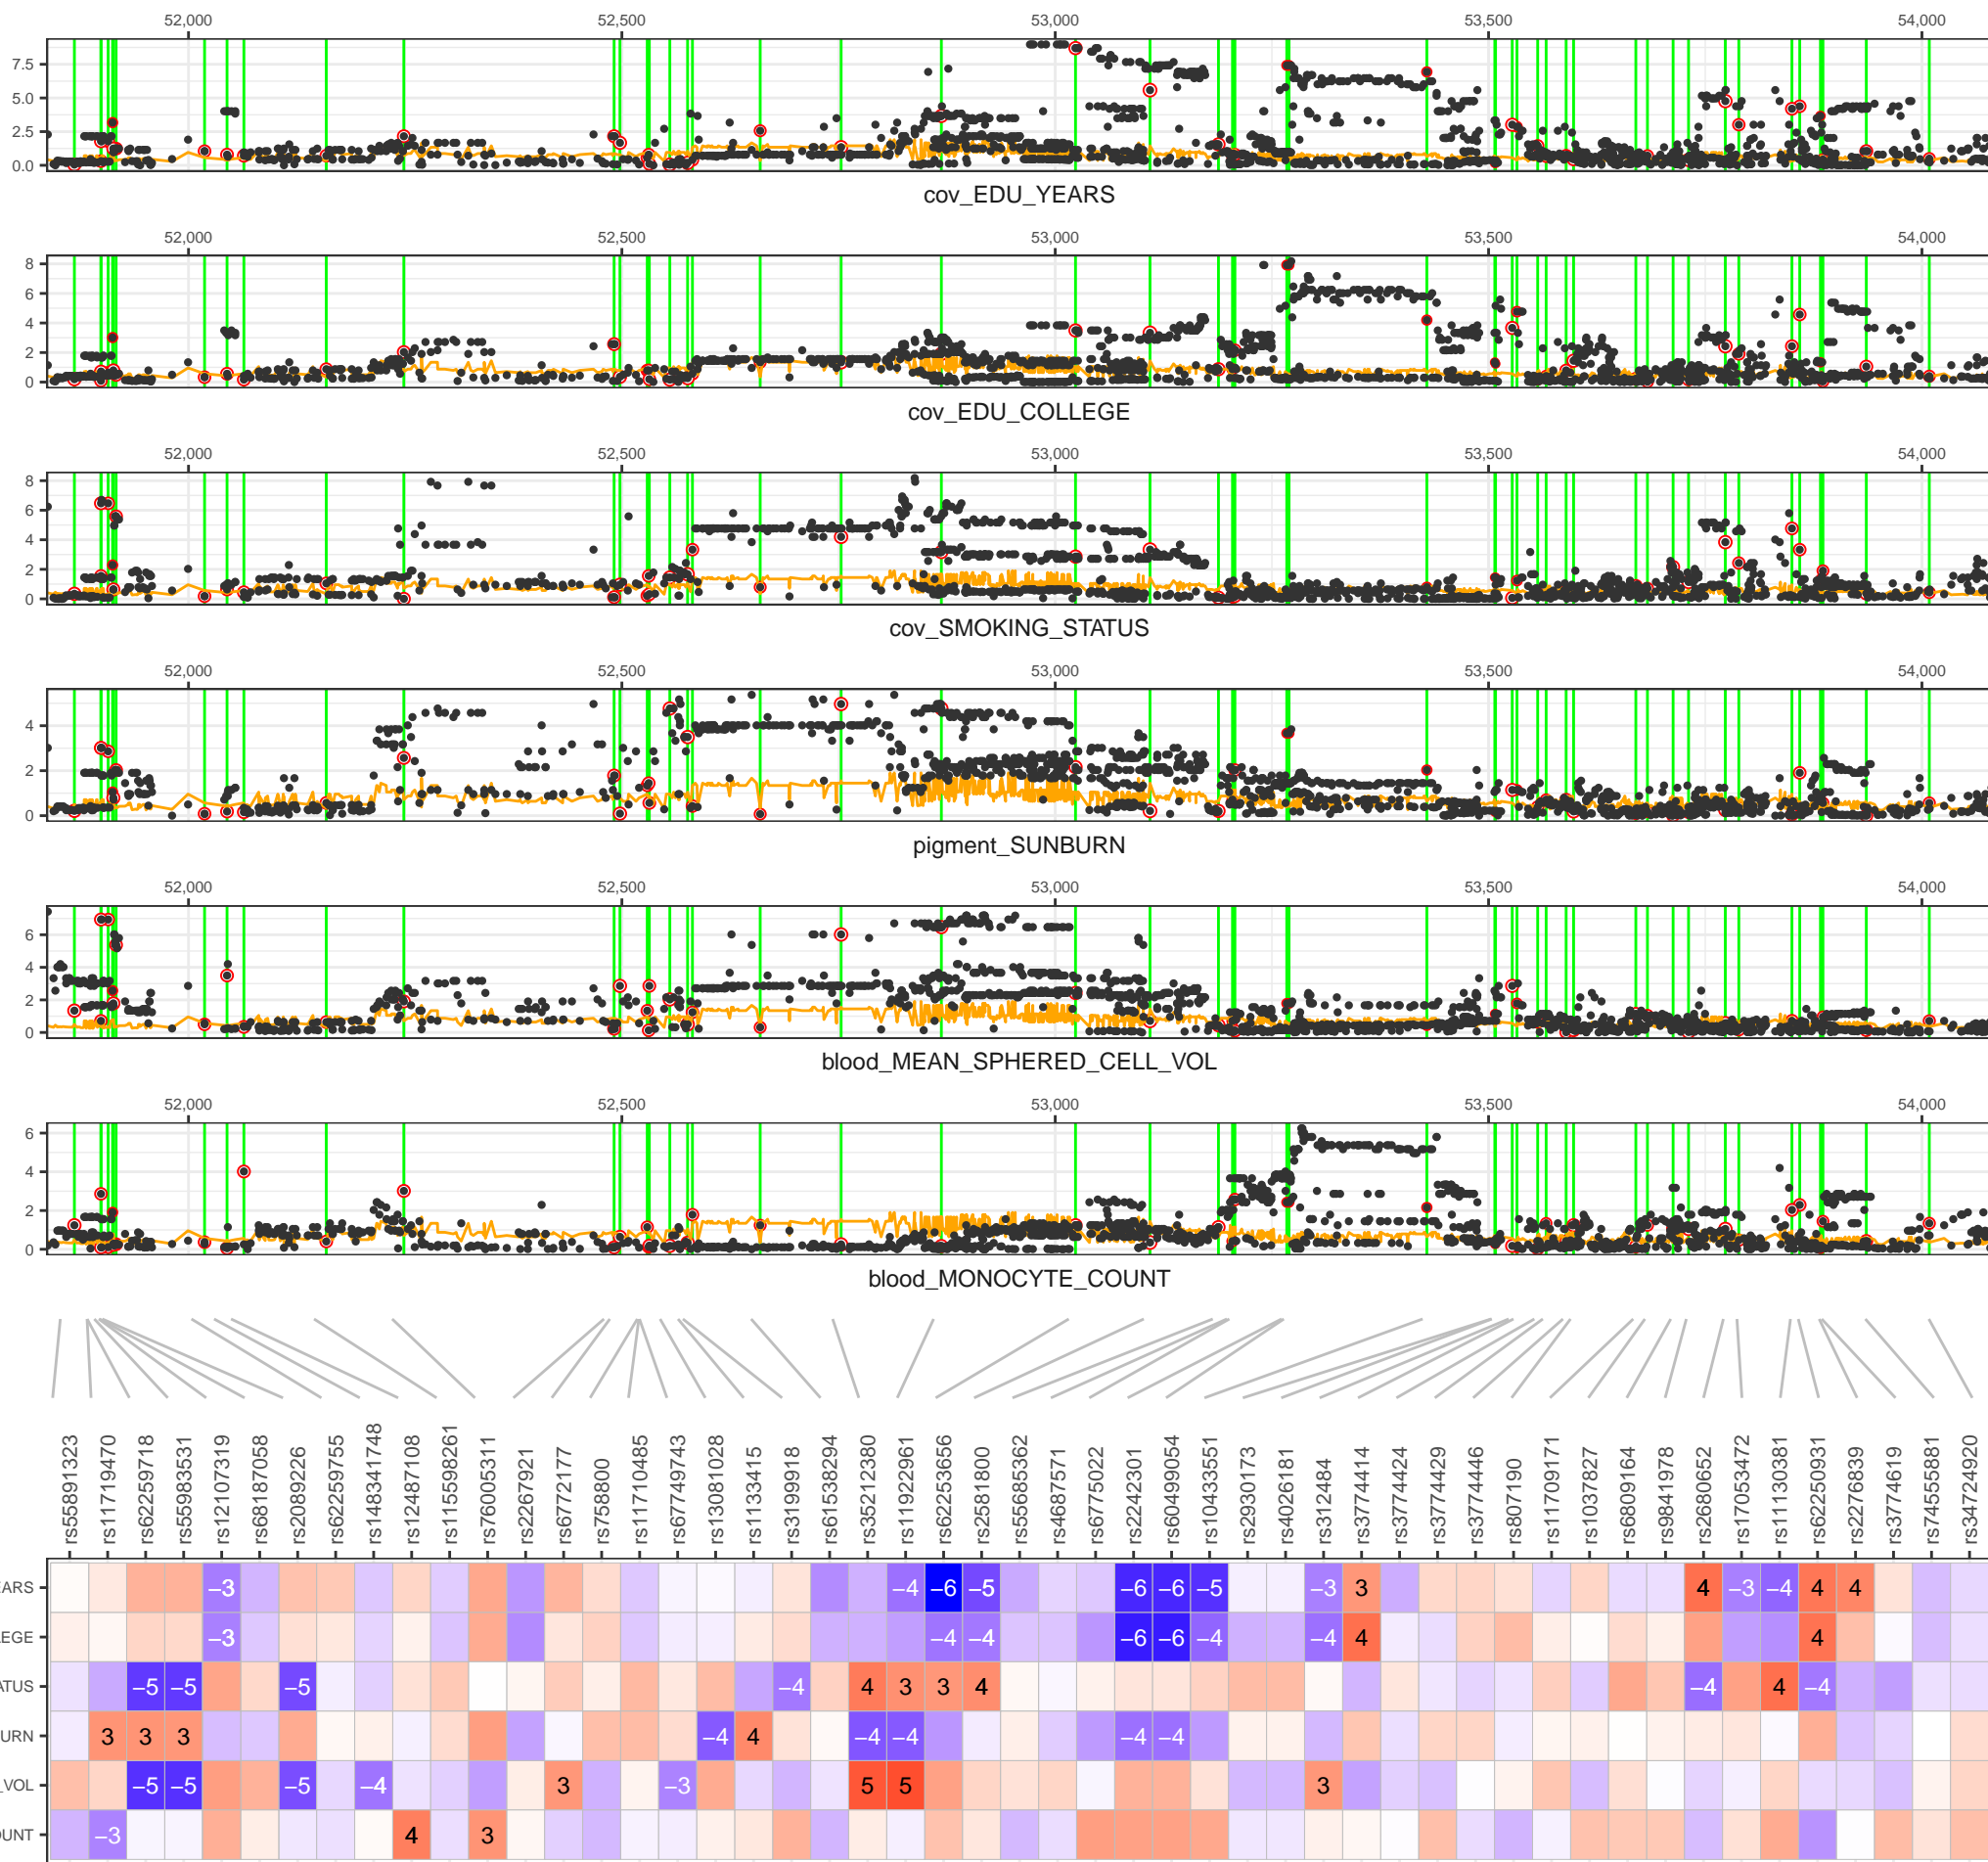 52,000 52,500 53,000 53,500 54,000
7.5
5.0
2.5
0.0
cov_EDU_YEARS
52,000 52,500 53,000 53,500 54,000
8
6
4
2
0
cov_EDU_COLLEGE
52,000 52,500 53,000 53,500 54,000
8
6
4
2
0
cov_SMOKING_STATUS
52,000 52,500 53,000 53,500 54,000
4
2
0
pigment_SUNBURN
52,000 52,500 53,000 53,500 54,000
6
4
2
0
blood_MEAN_SPHERED_CELL_VOL
52,000 52,500 53,000 53,500 54,000
6
4
2
0
blood_MONOCYTE_COUNT
rs55891323
rs11719470
rs62259718
rs55983531
rs12107319
rs68187058
rs2089226
rs62259755
rs148341748
rs12487108
rs115598261
rs76005311
rs2267921
rs6772177
rs758800
rs11710485
rs67749743
rs13081028
rs1133415
rs3199918
rs61538294
rs35212380
rs11922961
rs62253656
rs2581800
rs55685362
rs4687571
rs67775022
rs2242301
rs60499054
rs10433551
rs2930173
rs4026181
rs3124484
rs3774414
rs3774424
rs3774429
rs3774446
rs807190
rs11709171
rs1037827
rs6809164
rs9841978
rs2680652
rs17053472
rs11130381
rs62250931
rs2276839
rs3774619
rs74555881
rs34724920
EARS −3 −4 −6 −5 −6 −6 −5 −3 3 4 −3 −4 4 4
LEGE −3 −4 −4 −6 −6 −4 −4 4 4
ATUS −5 −5 −5 −4 4 3 3 4 −4 4 −4
URN 3 3 3 −4 4 −4 −4 −4 −4
_VOL −5 −5 −5 −4 3 −3 5 5 3
OUNT −3 4 3